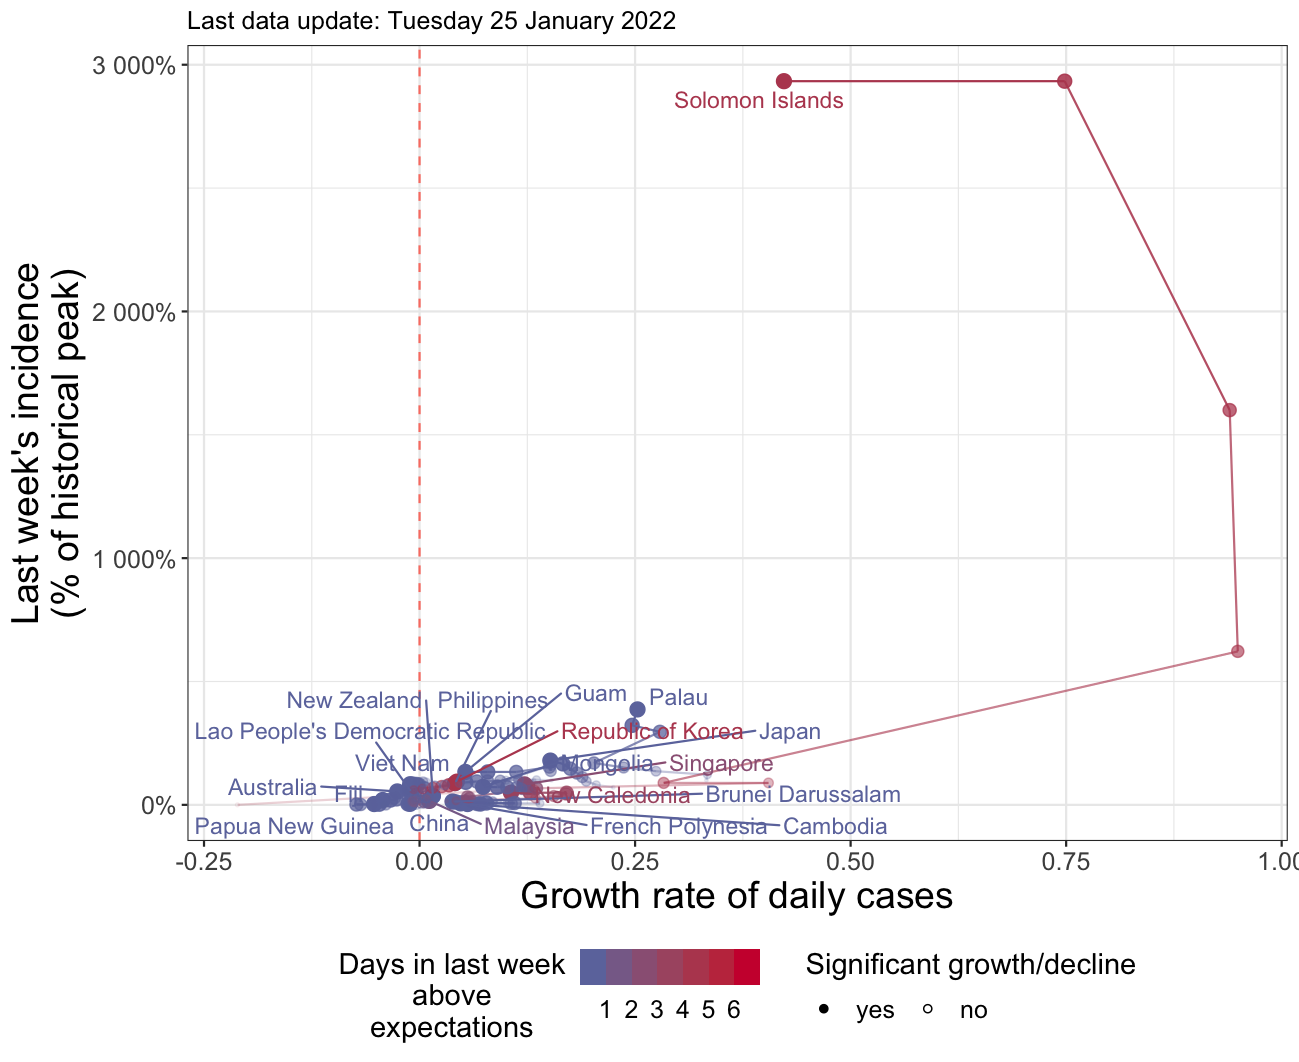 Last data update: Tuesday 25 January 2022
3 000%
2 000%
1 000%
0%
Last week's incidence
(% of historical peak)
Solomon Islands
New Zealand
Philippines
Guam
Palau
Lao People's Democratic Republic
Republic of Korea
Japan
Viet Nam
Mongolia
Singapore
Australia
Fiji
New Caledonia
Brunei Darussalam
Papua New Guinea
China
Malaysia
French Polynesia
Cambodia
-0.25
0.00
0.25
0.50
0.75
1.00
Growth rate of daily cases
Days in last week
above
expectations
1 2 3 4 5 6
Significant growth/decline
yes
no